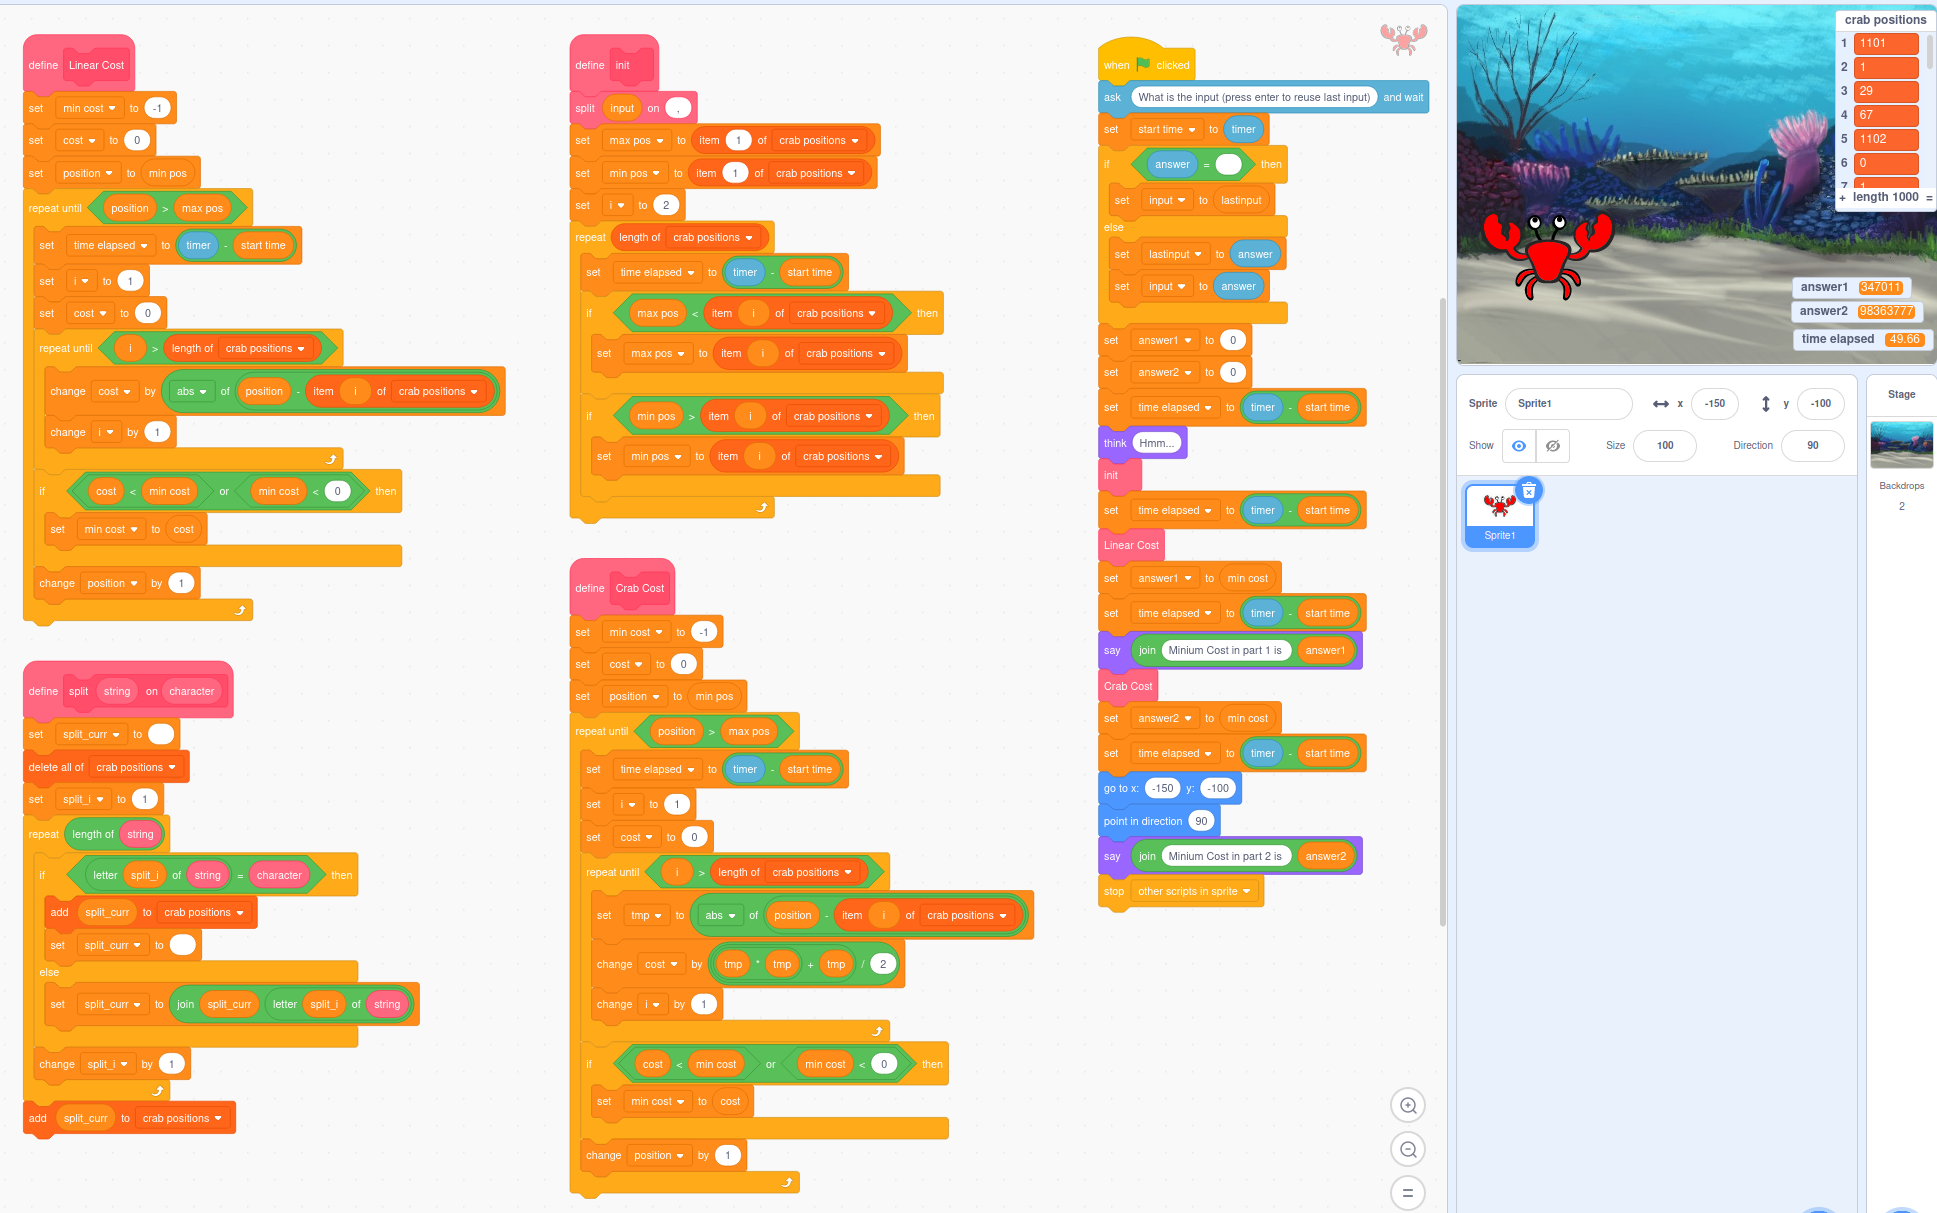 define Linear Cost
set min cost to -1
set cost to 0
set position to min pos
repeat until position > max pos
set time elapsed to timer - start time
set i to 1
set cost to 0
repeat until i > length of crab positions
change cost by abs of position - item i of crab positions
change i by 1
if cost < min cost or min cost < 0 then
set min cost to cost
change position by 1
define split string on character
set split_curr to
delete all of crab positions
set split_i to 1
repeat length of string
if letter split_i of string = character then
add split_curr to crab positions
set split_curr to
else
set split_curr to join split_curr letter split_i of string
change split_i by 1
add split_curr to crab positions
define init
split input on ,
set max pos to item 1 of crab positions
set min pos to item 1 of crab positions
set i to 2
repeat length of crab positions
set time elapsed to timer - start time
if max pos < item i of crab positions then
set max pos to item i of crab positions
if min pos > item i of crab positions then
set min pos to item i of crab positions
define Crab Cost
set min cost to -1
set cost to 0
set position to min pos
repeat until position > max pos
set time elapsed to timer - start time
set i to 1
set cost to 0
repeat until i > length of crab positions
set tmp to abs of position - item i of crab positions
change cost by tmp * tmp + tmp / 2
change i by 1
if cost < min cost or min cost < 0 then
set min cost to cost
change position by 1
when clicked
ask What is the input (press enter to reuse last input) and wait
set start time to timer
if answer = then
set input to lastinput
else
set lastinput to answer
set input to answer
set answer1 to 0
set answer2 to 0
set time elapsed to timer - start time
think Hmm...
init
set time elapsed to timer - start time
Linear Cost
set answer1 to min cost
set time elapsed to timer - start time
say join Minium Cost in part 1 is answer1
Crab Cost
set answer2 to min cost
set time elapsed to timer - start time
go to x: -150 y: -100
point in direction 90
say join Minium Cost in part 2 is answer2
stop other scripts in sprite
crab positions
1 1101
2 1
3 29
4 67
5 1102
6 0
7 1
+ length 1000 =
answer1 347011
answer2 98363777
time elapsed 49.66
Sprite Sprite1 x -150 y -100
Show Size 100 Direction 90
Sprite1
Stage
Backdrops
2